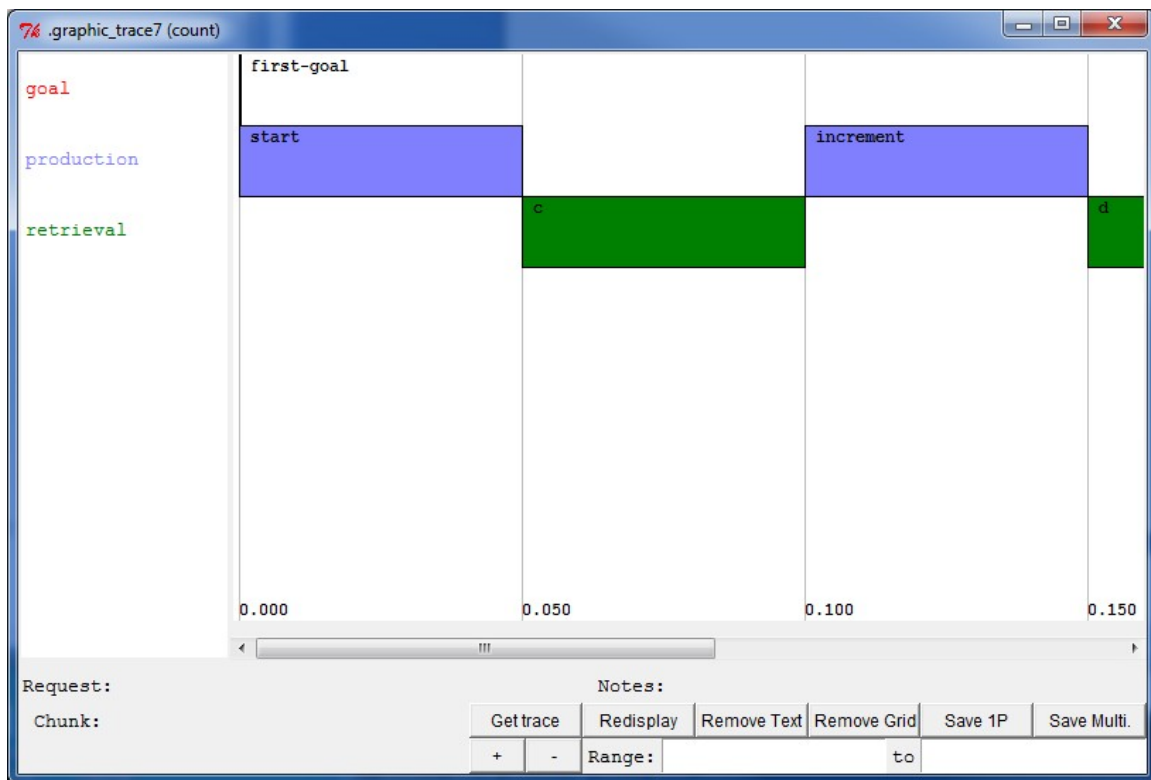 .graphic_trace7 (count)
goal
first-goal
production
start
increment
retrieval
c
d
0.000
0.050
0.100
0.150
Request:
Notes:
Chunk:
Get trace
Redisplay
Remove Text
Remove Grid
Save 1P
Save Multi.
+
-
Range:
to